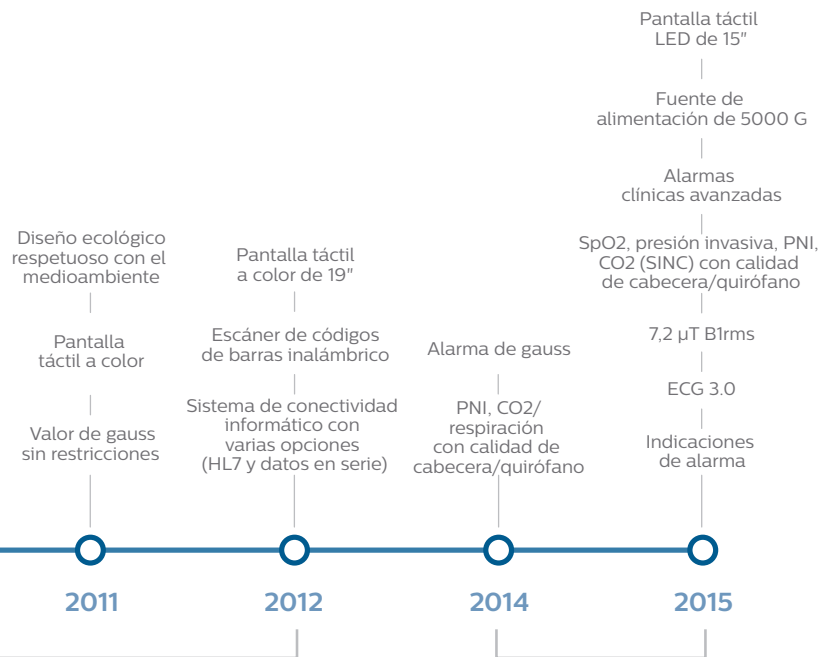 Diseño ecológico
respetuoso con el
medioambiente
Pantalla
táctil a color
Valor de gauss
sin restricciones
2011
Pantalla táctil
a color de 19"
Escáner de códigos
de barras inalámbrico
Sistema de conectividad
informático con
varias opciones
(HL7 y datos en serie)
2012
Alarma de gauss
PNI, CO2/
respiración
con calidad de
cabecera/quirófano
2014
Pantalla táctil
LED de 15"
Fuente de
alimentación de 5000 G
Alarmas
clínicas avanzadas
SpO2, presión invasiva, PNI,
CO2 (SINC) con calidad
de cabecera/quirófano
7,2 µT B1rms
ECG 3.0
Indicaciones
de alarma
2015